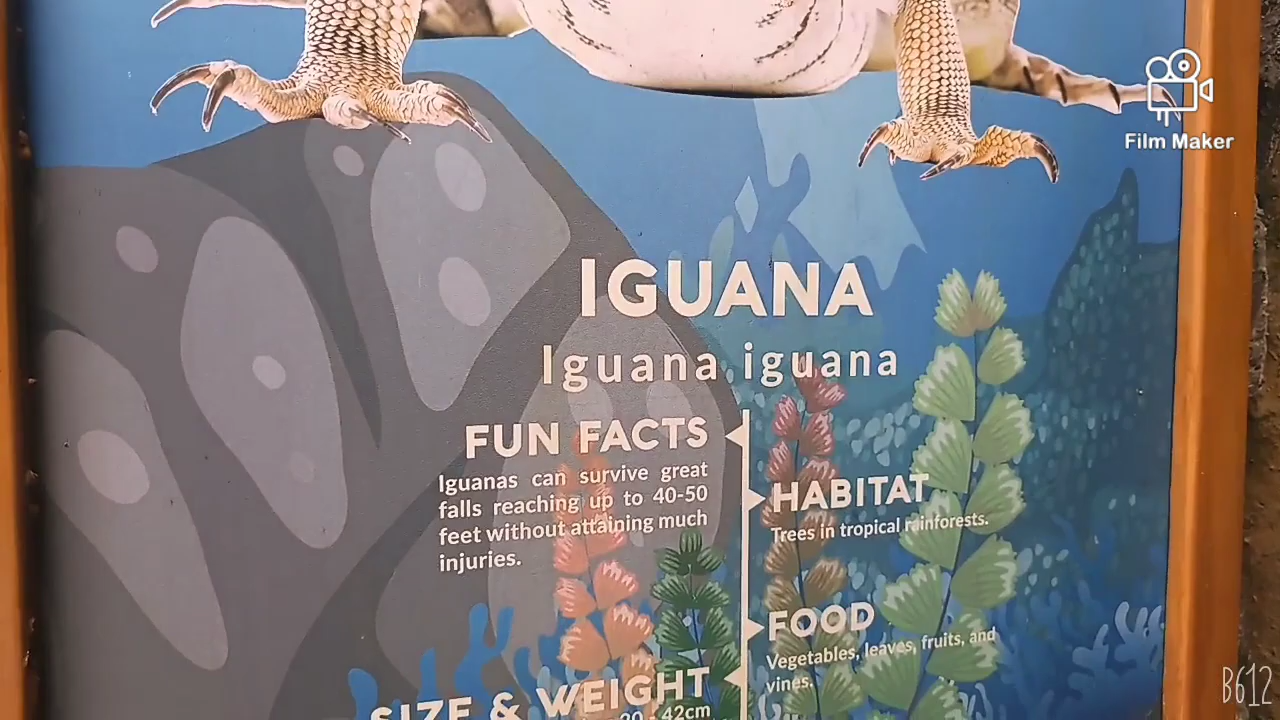 Film Maker
IGUANA
Iguana iguana
FUN FACTS
Iguanas can survive great
falls reaching up to 40-50
feet without attaining much
injuries.
HABITAT
Trees in tropical rainforests.
FOOD
Vegetables, leaves, fruits, and
vines.
SIZE & WEIGHT
42cm
B612